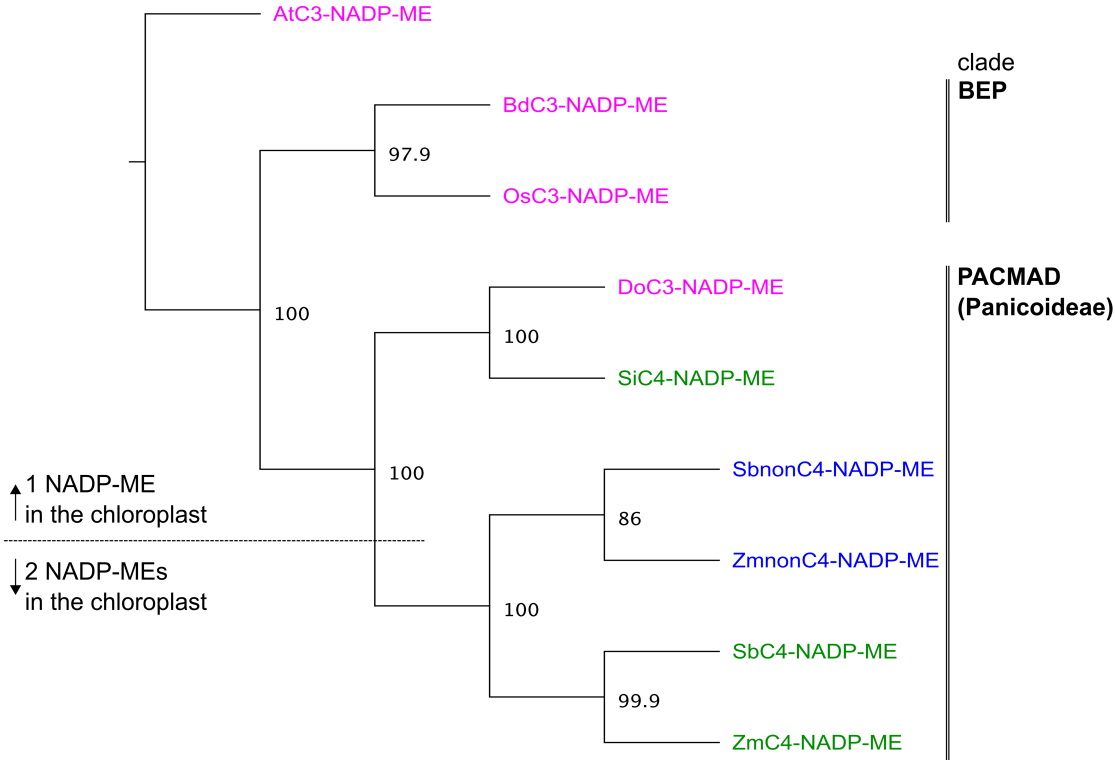 AtC3-NADP-ME
clade
BEP
BdC3-NADP-ME
97.9
OsC3-NADP-ME
PACMAD
(Panicoideae)
DoC3-NADP-ME
100
100
SiC4-NADP-ME
SbnonC4-NADP-ME
100
1 NADP-ME
in the chloroplast
86
ZmnonC4-NADP-ME
2 NADP-MEs
in the chloroplast
100
SbC4-NADP-ME
99.9
ZmC4-NADP-ME